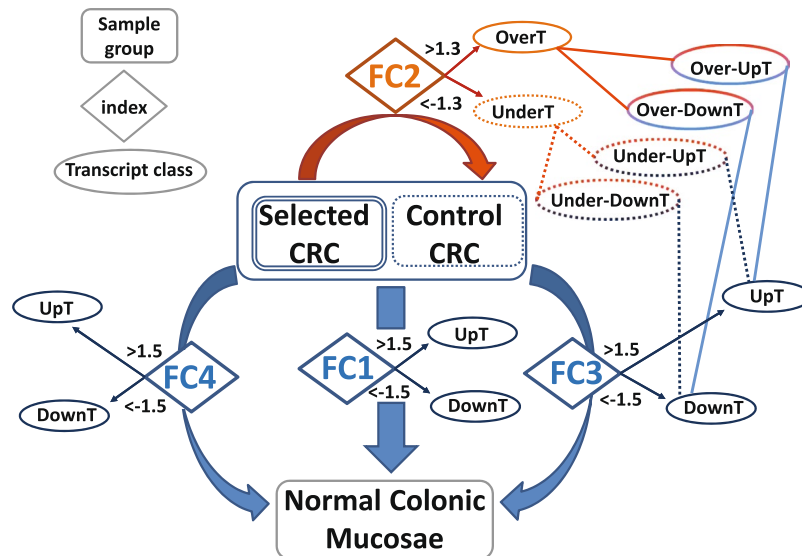 Sample
group
index
Transcript class
FC2
>1.3
<-1.3
OverT
UnderT
Over-UpT
Over-DownT
Under-UpT
Under-DownT
Selected
CRC
Control
CRC
UpT
>1.5
FC4
<-1.5
DownT
FC1
>1.5
<-1.5
UpT
DownT
FC3
>1.5
<-1.5
UpT
DownT
Normal Colonic
Mucosae